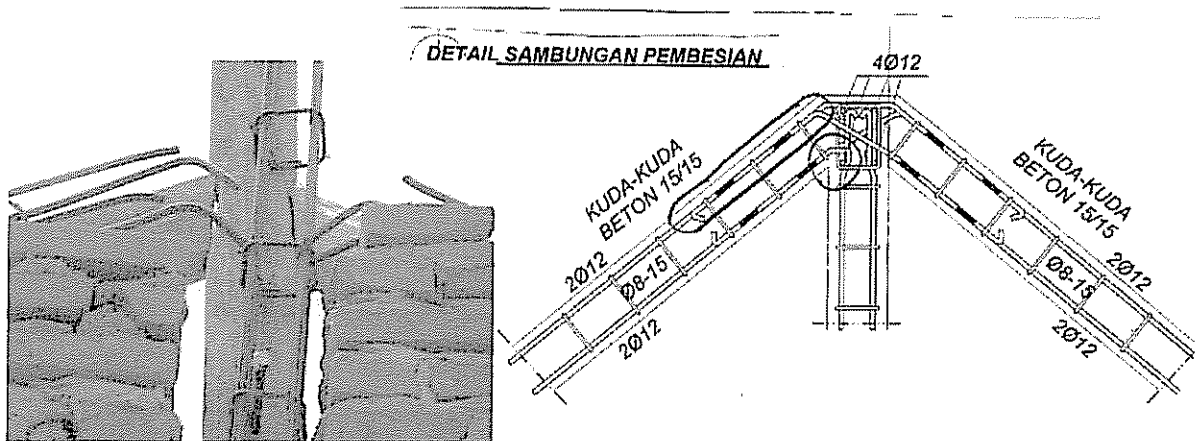 DETAIL SAMBUNGAN PEMBESIAN
4Ø12
KUDA-KUDA
BETON 15/15
2Ø12
Ø8-15
2Ø12
KUDA-KUDA
BETON 15/15
2Ø12
Ø8-15
2Ø12